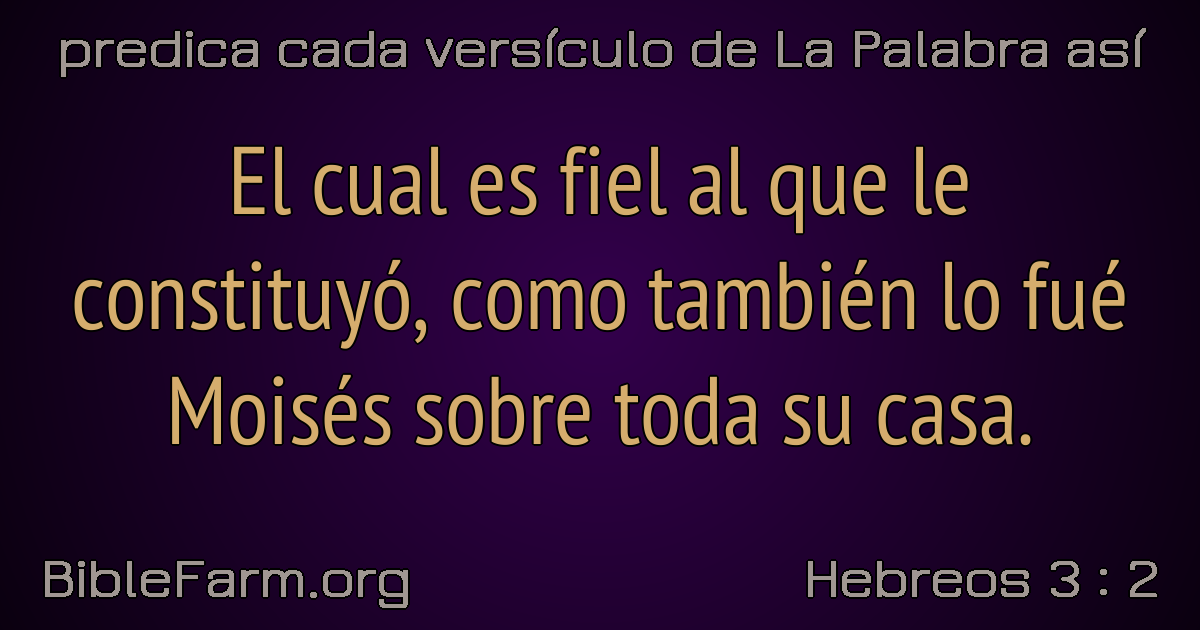 predica cada versículo de La Palabra así
El cual es fiel al que le
constituyó, como también lo fué
Moisés sobre toda su casa.
BibleFarm.org
Hebreos 3 : 2